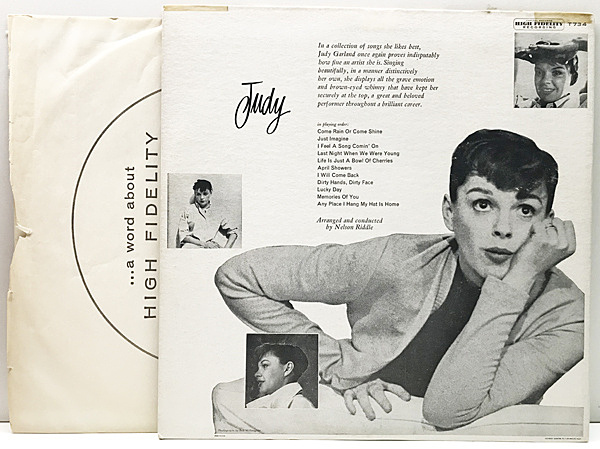 ...a word about
HIGH FIDELITY
HIGH FIDELITY
RECORDING
T 734
Judy
In a collection of songs she likes best,
Judy Garland once again proves indisputably
how fine an artist she is. Singing
beautifully, in a manner distinctively
her own, she displays all the grave emotion
and brown-eyed whimsy that have kept her
securely at the top, a great and beloved
performer throughout a brilliant career.
in playing order:
Come Rain Or Come Shine
Just Imagine
I Feel A Song Comin' On
Last Night When We Were Young
Life Is Just A Bowl Of Cherries
April Showers
I Will Come Back
Dirty Hands, Dirty Face
Lucky Day
Memories Of You
Any Place I Hang My Hat Is Home
Arranged and conducted
by Nelson Riddle